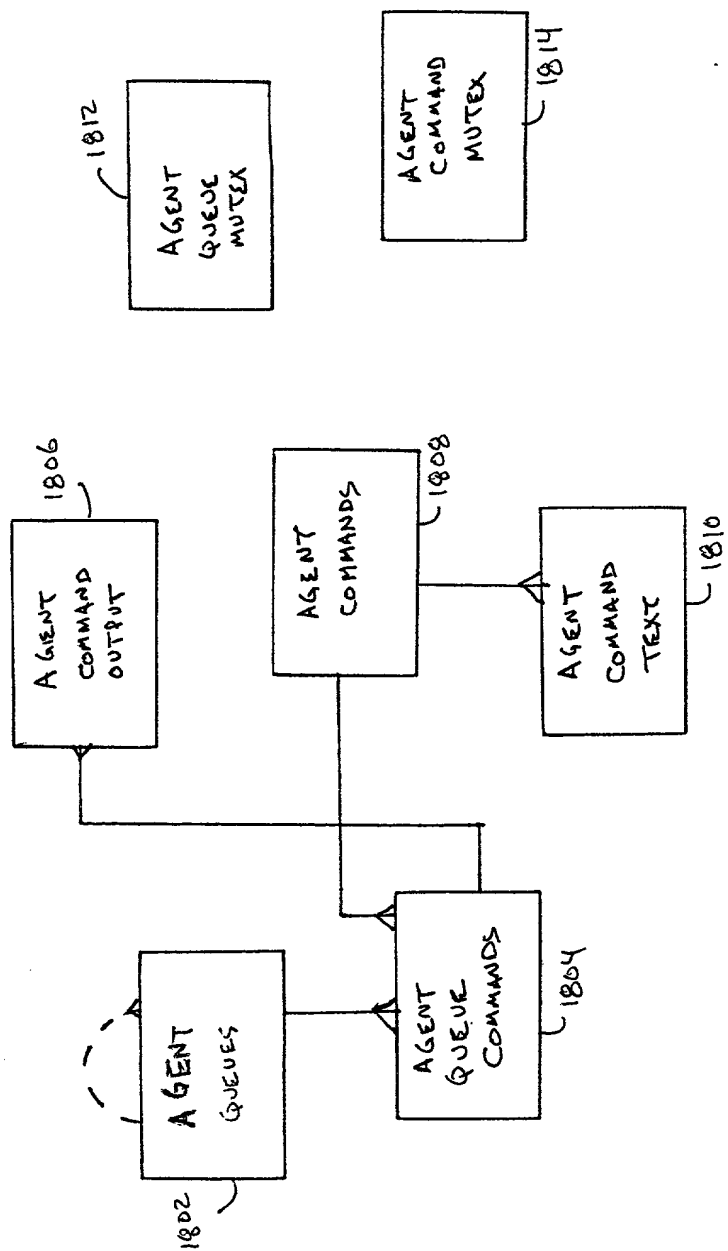 AGENT
QUEUES
1802
AGENT
QUEUE
COMMANDS
1804
AGENT
COMMAND
OUTPUT
1806
AGENT
COMMANDS
1808
AGENT
COMMAND
TEXT
1810
AGENT
QUEUE
MUTEX
1812
AGENT
COMMAND
MUTEX
1814